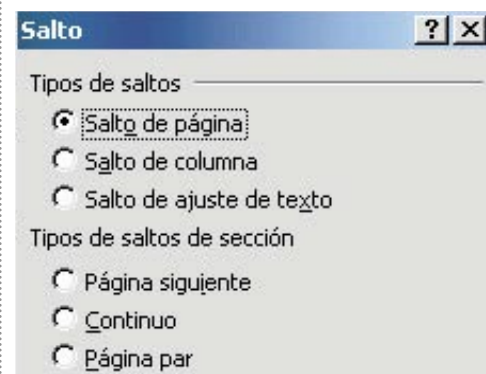 Salto
Tipos de saltos
Salto de página
Salto de columna
Salto de ajuste de texto
Tipos de saltos de sección
Página siguiente
Continuo
Página par